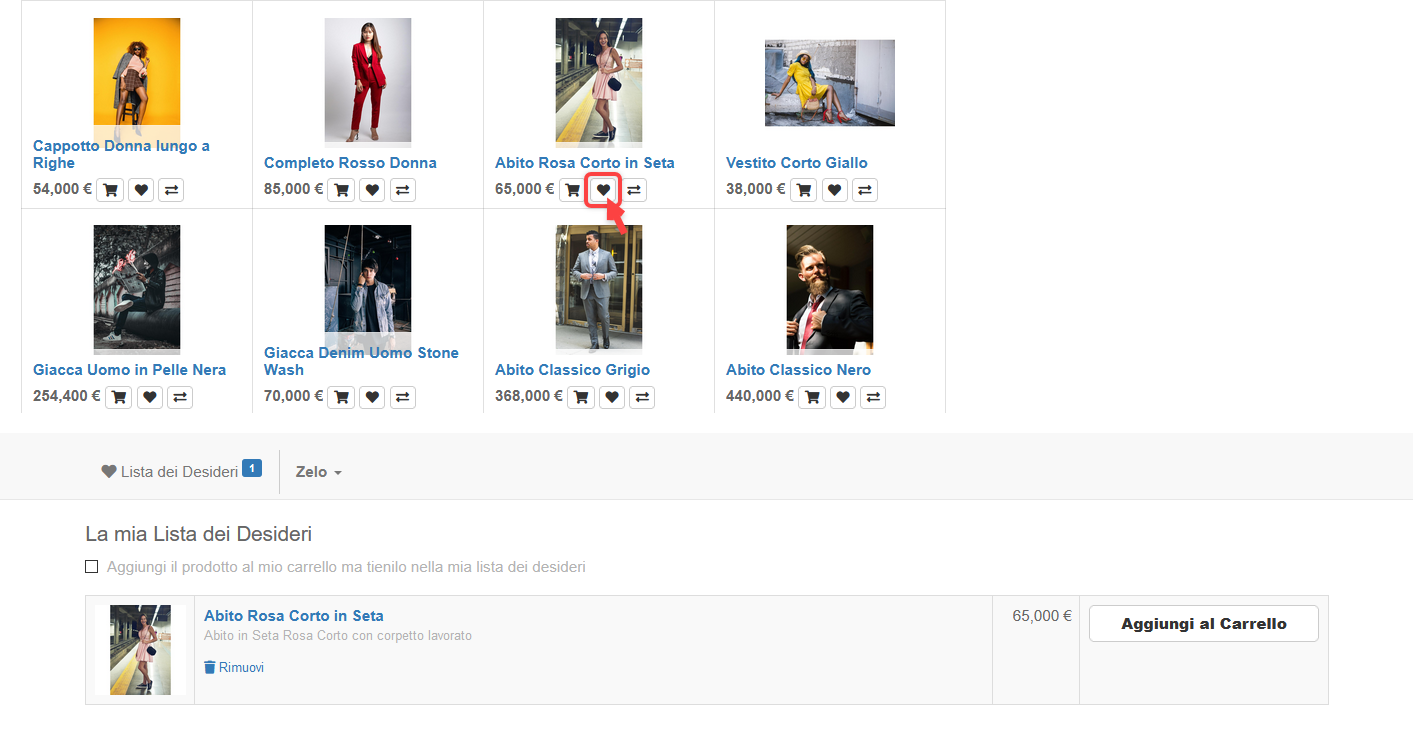 Cappotto Donna lungo a
Righe
54,000 €
Completo Rosso Donna
85,000 €
Abito Rosa Corto in Seta
65,000 €
Vestito Corto Giallo
38,000 €
Giacca Uomo in Pelle Nera
254,400 €
Giacca Denim Uomo Stone
Wash
70,000 €
Abito Classico Grigio
368,000 €
Abito Classico Nero
440,000 €
Lista dei Desideri 1
Zelo
La mia Lista dei Desideri
Aggiungi il prodotto al mio carrello ma tienilo nella mia lista dei desideri
Abito Rosa Corto in Seta
Abito in Seta Rosa Corto con corpetto lavorato
Rimuovi
65,000 €
Aggiungi al Carrello